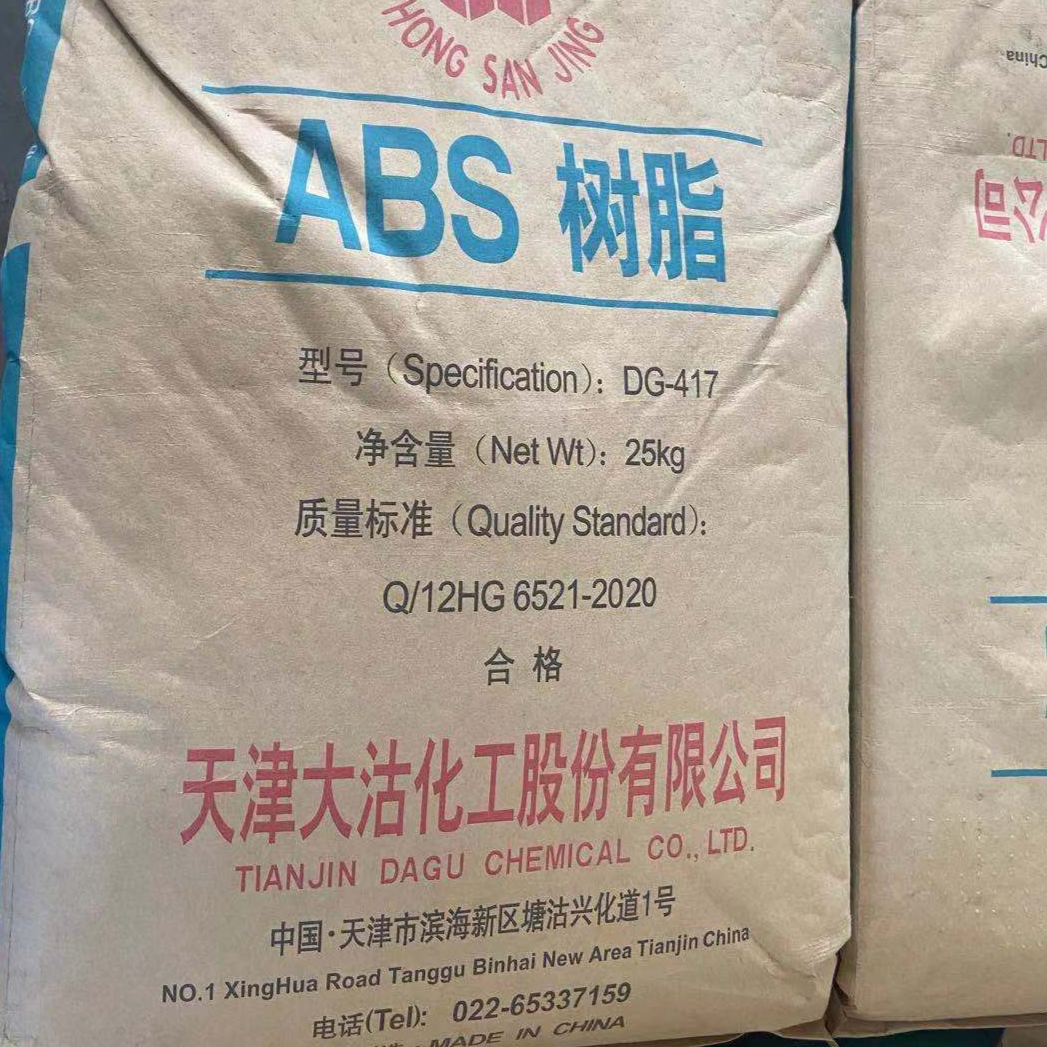 HONG SAN JING
ABS 树脂
型号（Specification）：DG-417
净含量（Net Wt）：25kg
质量标准（Quality Standard）：
Q/12HG 6521-2020
合格
天津大沽化工股份有限公司
TIANJIN DAGU CHEMICAL CO., LTD.
中国·天津市滨海新区塘沽兴化道1号
NO.1 XingHua Road Tanggu Binhai New Area Tianjin China
电话(Tel): 022-65337159
MADE IN CHINA
China
LTD.
公司